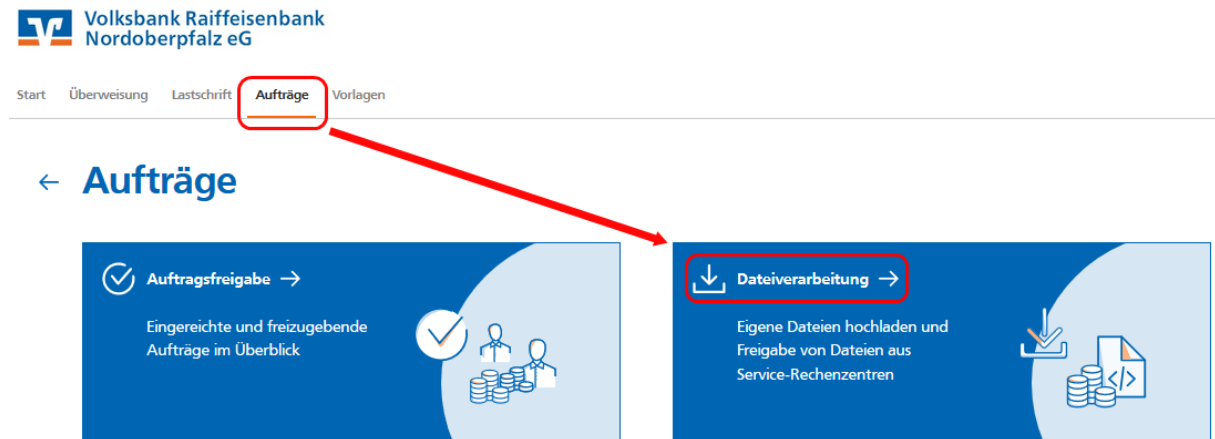 Volksbank Raiffeisenbank
Nordoberpfalz eG
Start Überweisung Lastschrift Aufträge Vorlagen
← Aufträge
Auftragsfreigabe →
Eingereichte und freizugebende
Aufträge im Überblick
Dateiverarbeitung →
Eigene Dateien hochladen und
Freigabe von Dateien aus
Service-Rechenzentren